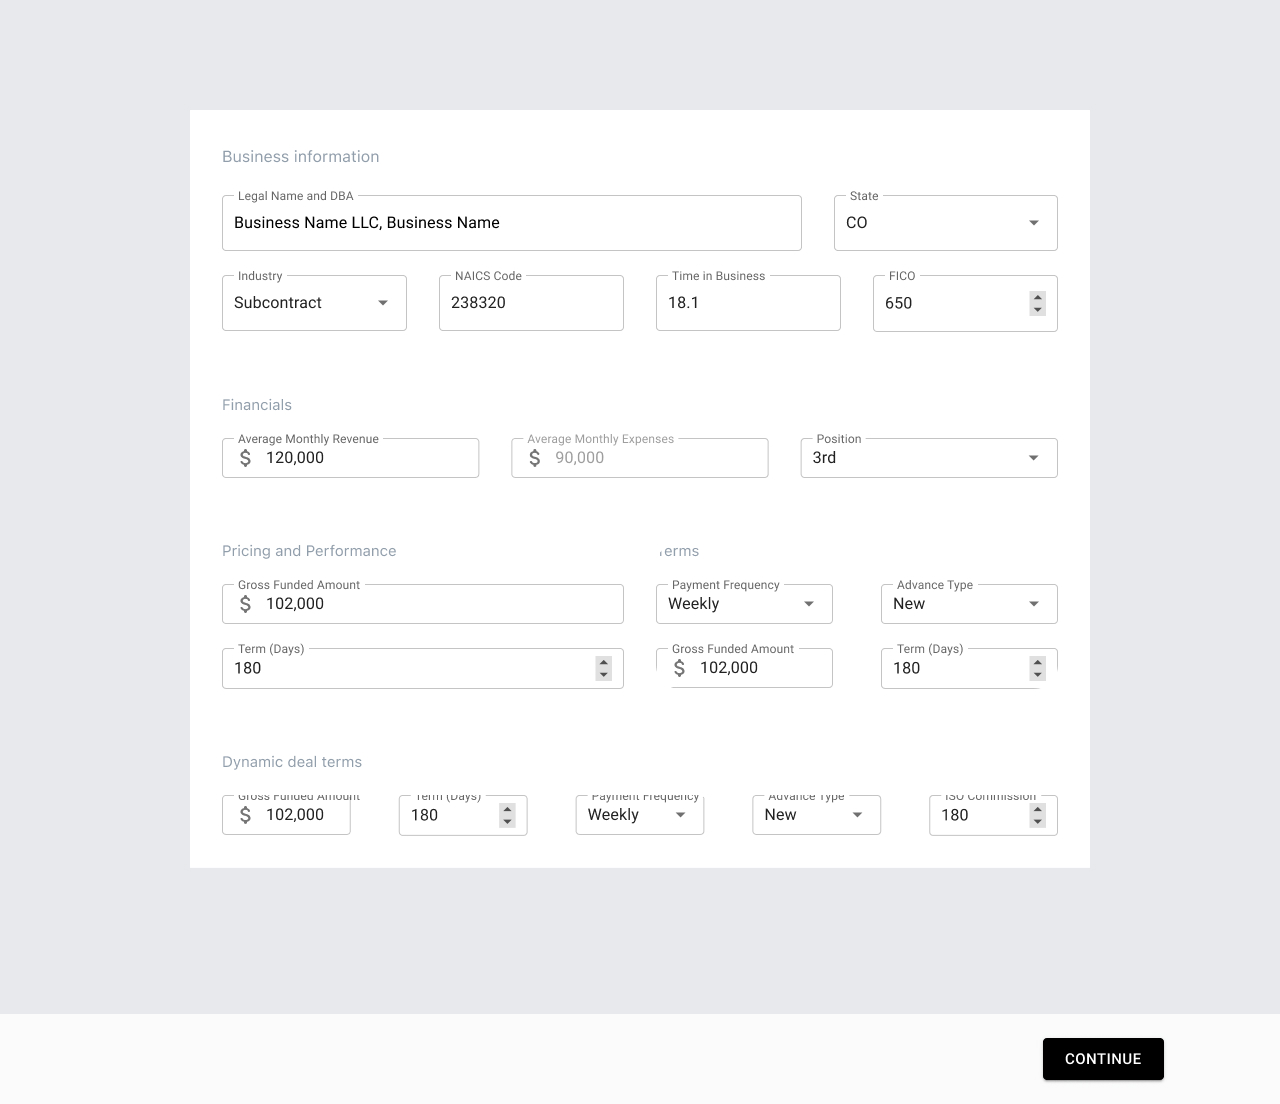 Business information
Legal Name and DBA
State
Business Name LLC, Business Name
CO
Industry
NAICS Code
Time in Business
FICO
Subcontract
238320
18.1
650
Financials
Average Monthly Revenue
Average Monthly Expenses
Position
$ 120,000
$ 90,000
3rd
Pricing and Performance
erms
Gross Funded Amount
Payment Frequency
Advance Type
$ 102,000
Weekly
New
Term (Days)
Gross Funded Amount
Term (Days)
180
$ 102,000
180
Dynamic deal terms
Gross Funded Amount
Term (Days)
Payment Frequency
Advance Type
ISO Commission
$ 102,000
180
Weekly
New
180
CONTINUE